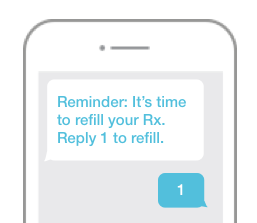 Reminder: It's time
to refill your Rx.
Reply 1 to refill.
1